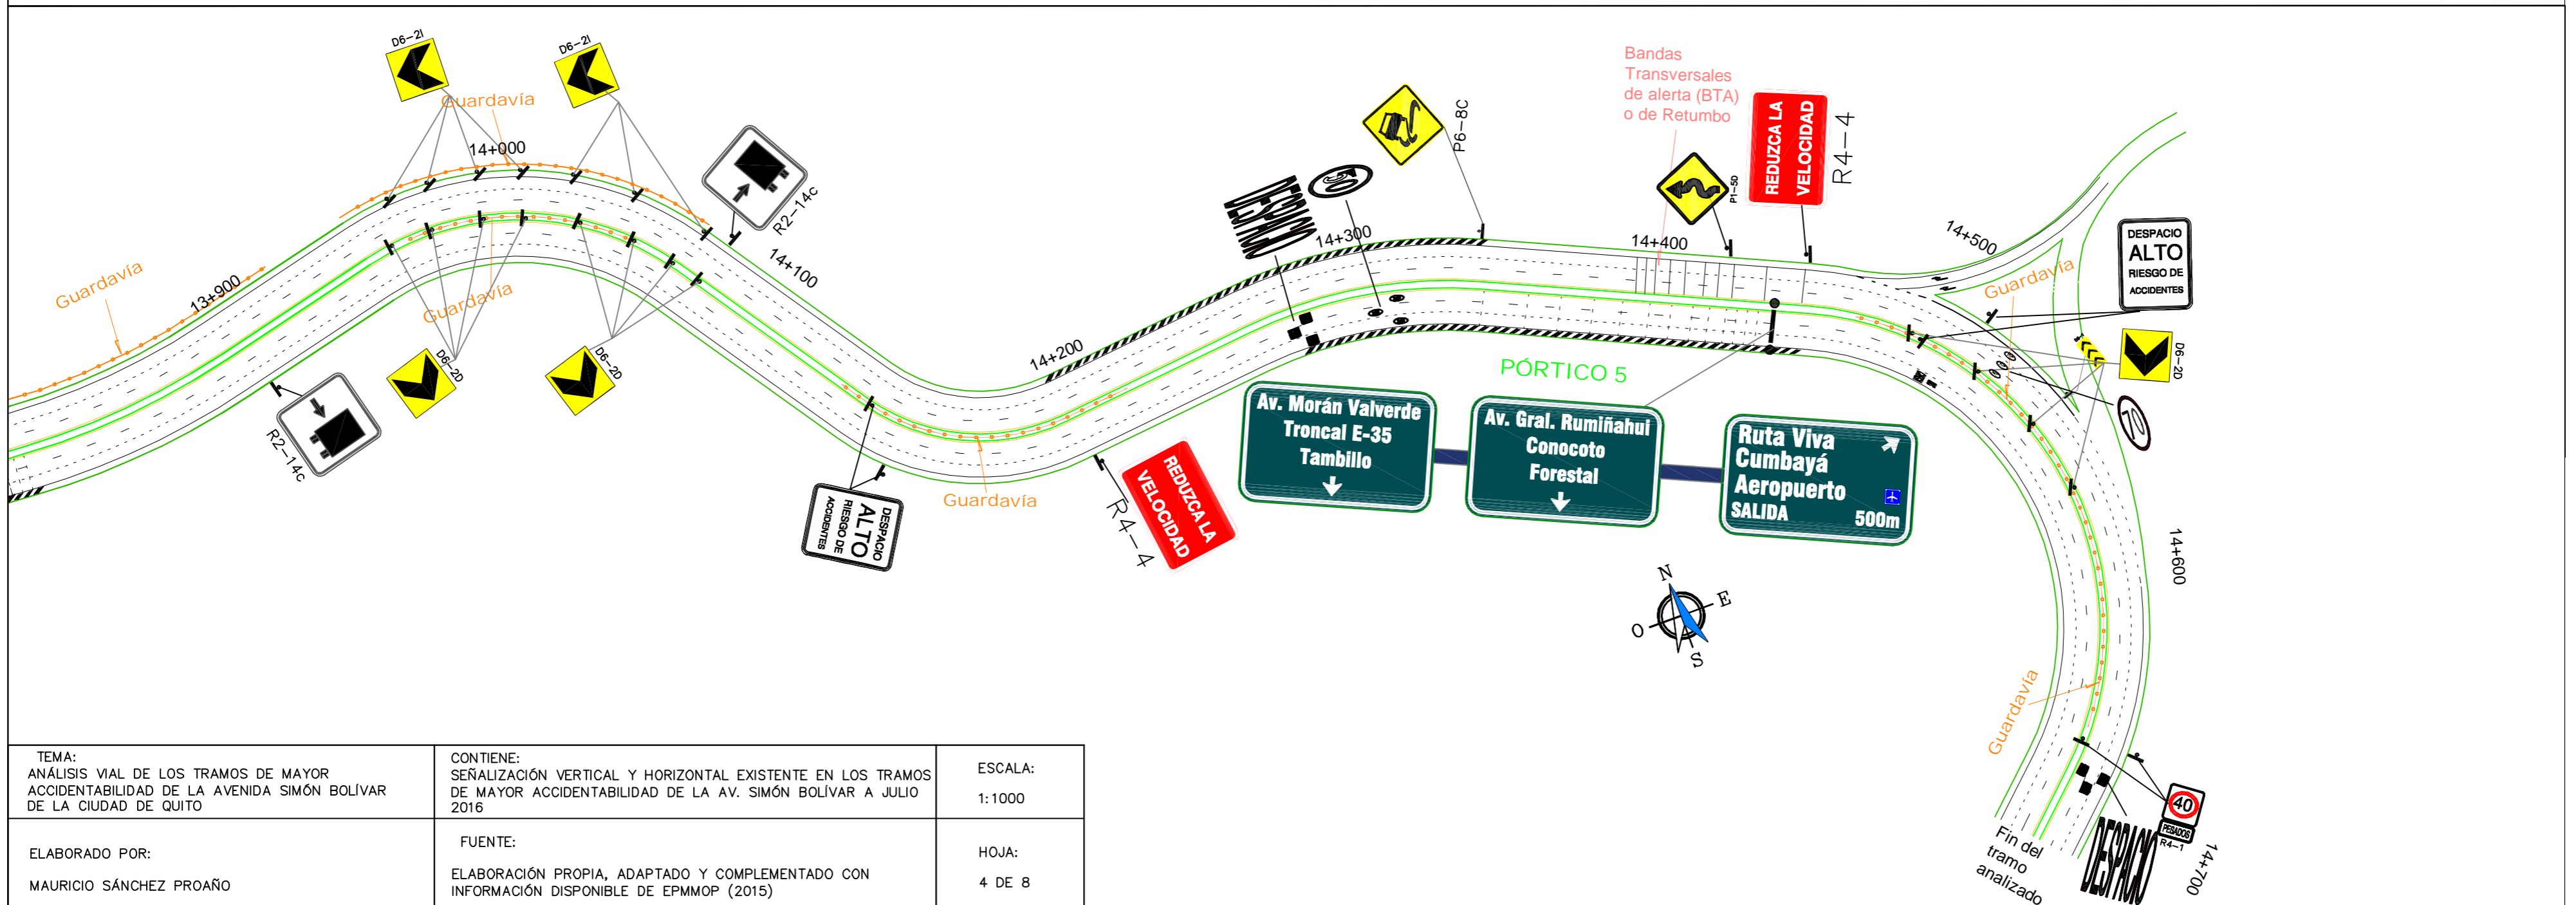 D6-2I
D6-2I
Guardavía
14+000
R2-14c
14+100
Guardavía
13+900
Guardavía
D6-2D
D6-2D
R2-14c
DESPACIO
ALTO
RIESGO DE
ACCIDENTES
Guardavía
14+200
REDUZCA LA
VELOCIDAD
R4-4
DESPACIO
50
14+300
P6-8C
Bandas
Transversales
de alerta (BTA)
o de Retumbo
14+400
P1-5D
REDUZCA LA
VELOCIDAD
R4-4
14+500
Guardavía
DESPACIO
ALTO
RIESGO DE
ACCIDENTES
D6-2D
70
PÓRTICO 5
Av. Morán Valverde
Troncal E-35
Tambillo
Av. Gral. Rumiñahui
Conocoto
Forestal
Ruta Viva
Cumbayá
Aeropuerto
SALIDA 500m
N
E
O
S
14+600
Guardavía
40
PESADOS
R4-1
DESPACIO
14+700
Fin del
tramo
analizado
TEMA:
ANÁLISIS VIAL DE LOS TRAMOS DE MAYOR
ACCIDENTABILIDAD DE LA AVENIDA SIMÓN BOLÍVAR
DE LA CIUDAD DE QUITO
CONTIENE:
SEÑALIZACIÓN VERTICAL Y HORIZONTAL EXISTENTE EN LOS TRAMOS
DE MAYOR ACCIDENTABILIDAD DE LA AV. SIMÓN BOLÍVAR A JULIO
2016
ESCALA:
1:1000
ELABORADO POR:
MAURICIO SÁNCHEZ PROAÑO
FUENTE:
ELABORACIÓN PROPIA, ADAPTADO Y COMPLEMENTADO CON
INFORMACIÓN DISPONIBLE DE EPMMOP (2015)
HOJA:
4 DE 8